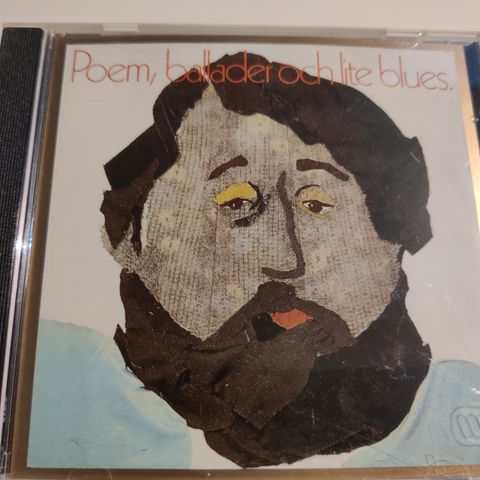 Poem, ballader och lite blues.
m